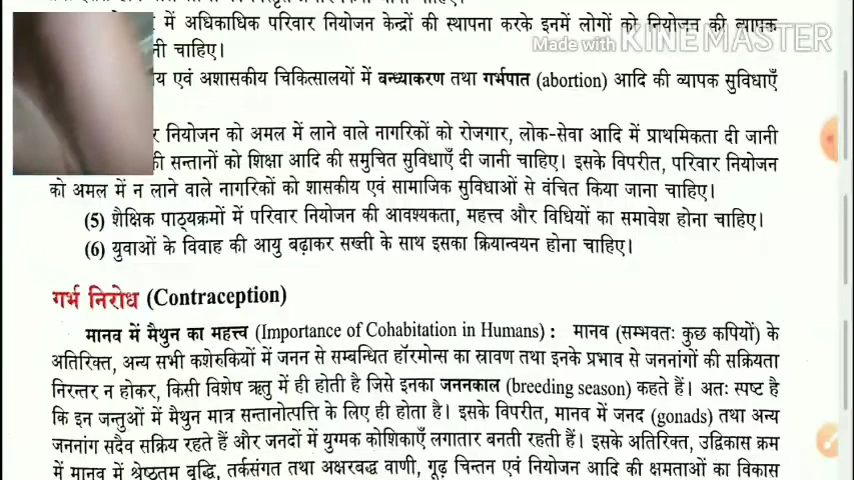 में अधिकाधिक परिवार नियोजन केन्द्रों की स्थापना करके इनमें लोगों को नियोजन की व्यापक
नी चाहिए।
Made with KINEMASTER
य एवं अशासकीय चिकित्सालयों में वन्ध्याकरण तथा गर्भपात (abortion) आदि की व्यापक सुविधाएँ
र नियोजन को अमल में लाने वाले नागरिकों को रोजगार, लोक-सेवा आदि में प्राथमिकता दी जानी
की सन्तानों को शिक्षा आदि की समुचित सुविधाएँ दी जानी चाहिए। इसके विपरीत, परिवार नियोजन
को अमल में न लाने वाले नागरिकों को शासकीय एवं सामाजिक सुविधाओं से वंचित किया जाना चाहिए।
(5) शैक्षिक पाठ्यक्रमों में परिवार नियोजन की आवश्यकता, महत्त्व और विधियों का समावेश होना चाहिए।
(6) युवाओं के विवाह की आयु बढ़ाकर सख्ती के साथ इसका क्रियान्वयन होना चाहिए।
गर्भ निरोध (Contraception)
मानव में मैथुन का महत्त्व (Importance of Cohabitation in Humans) : मानव (सम्भवतः कुछ कपियों) के
अतिरिक्त, अन्य सभी कशेरुकियों में जनन से सम्बन्धित हॉरमोन्स का स्रावण तथा इनके प्रभाव से जननांगों की सक्रियता
निरन्तर न होकर, किसी विशेष ऋतु में ही होती है जिसे इनका जननकाल (breeding season) कहते हैं। अतः स्पष्ट है
कि इन जन्तुओं में मैथुन मात्र सन्तानोत्पत्ति के लिए ही होता है। इसके विपरीत, मानव में जनद (gonads) तथा अन्य
जननांग सदैव सक्रिय रहते हैं और जनदों में युग्मक कोशिकाएँ लगातार बनती रहती हैं। इसके अतिरिक्त, उद्विकास क्रम
में मानव में श्रेष्ठतम बुद्धि, तर्कसंगत तथा अक्षरबद्ध वाणी, गूढ़ चिन्तन एवं नियोजन आदि की क्षमताओं का विकास